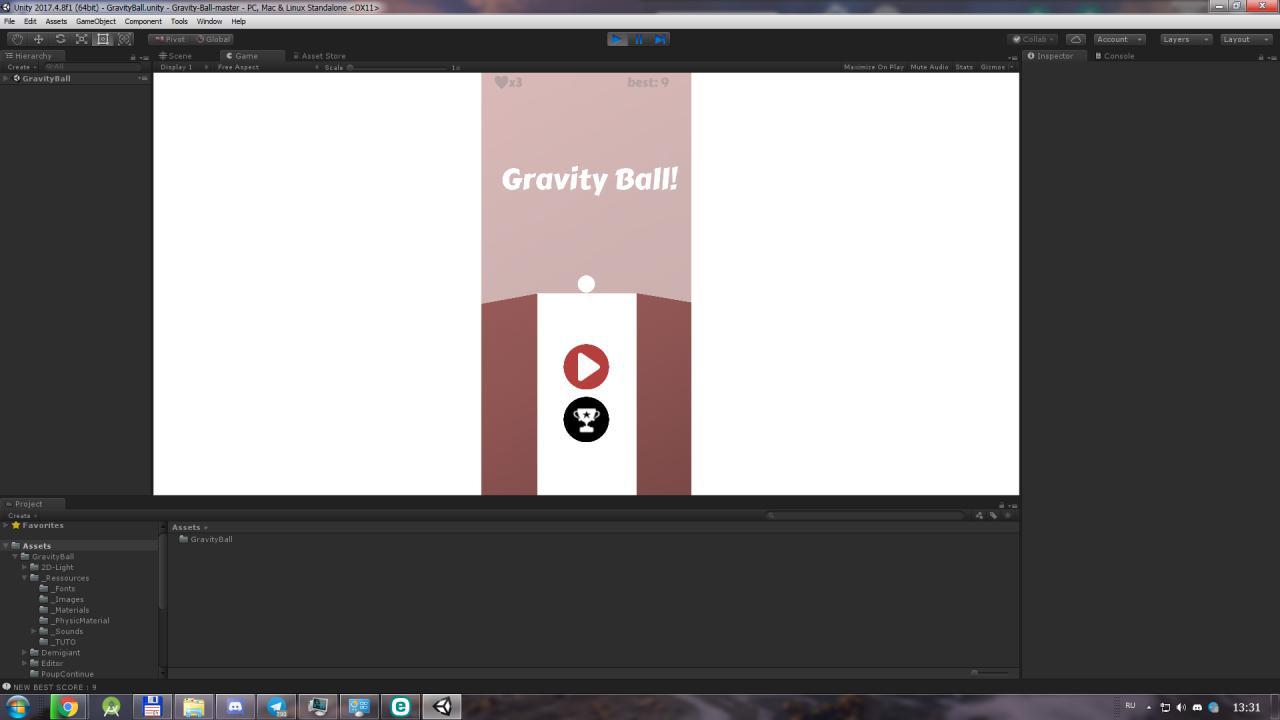 Unity 2017.4.8f1 (64bit) - GravityBall.unity - Gravity-Ball-master - PC, Mac & Linux Standalone <DX11>
File Edit Assets GameObject Component Tools Window Help
Pivot Global Collab Account Layers Layout
Hierarchy Scene Game Asset Store Inspector Console
Create All Display 1 Free Aspect Scale 1x Maximize On Play Mute Audio Stats Gizmos
GravityBall
x3 best: 9
Gravity Ball!
Project
Create
Favorites
Assets
Assets
GravityBall
GravityBall
2D-Light
_Ressources
_Fonts
_Images
_Materials
_PhysicMaterial
_Sounds
_TUTO
Demigiant
Editor
PoupContinue
NEW BEST SCORE : 9
RU 13:31